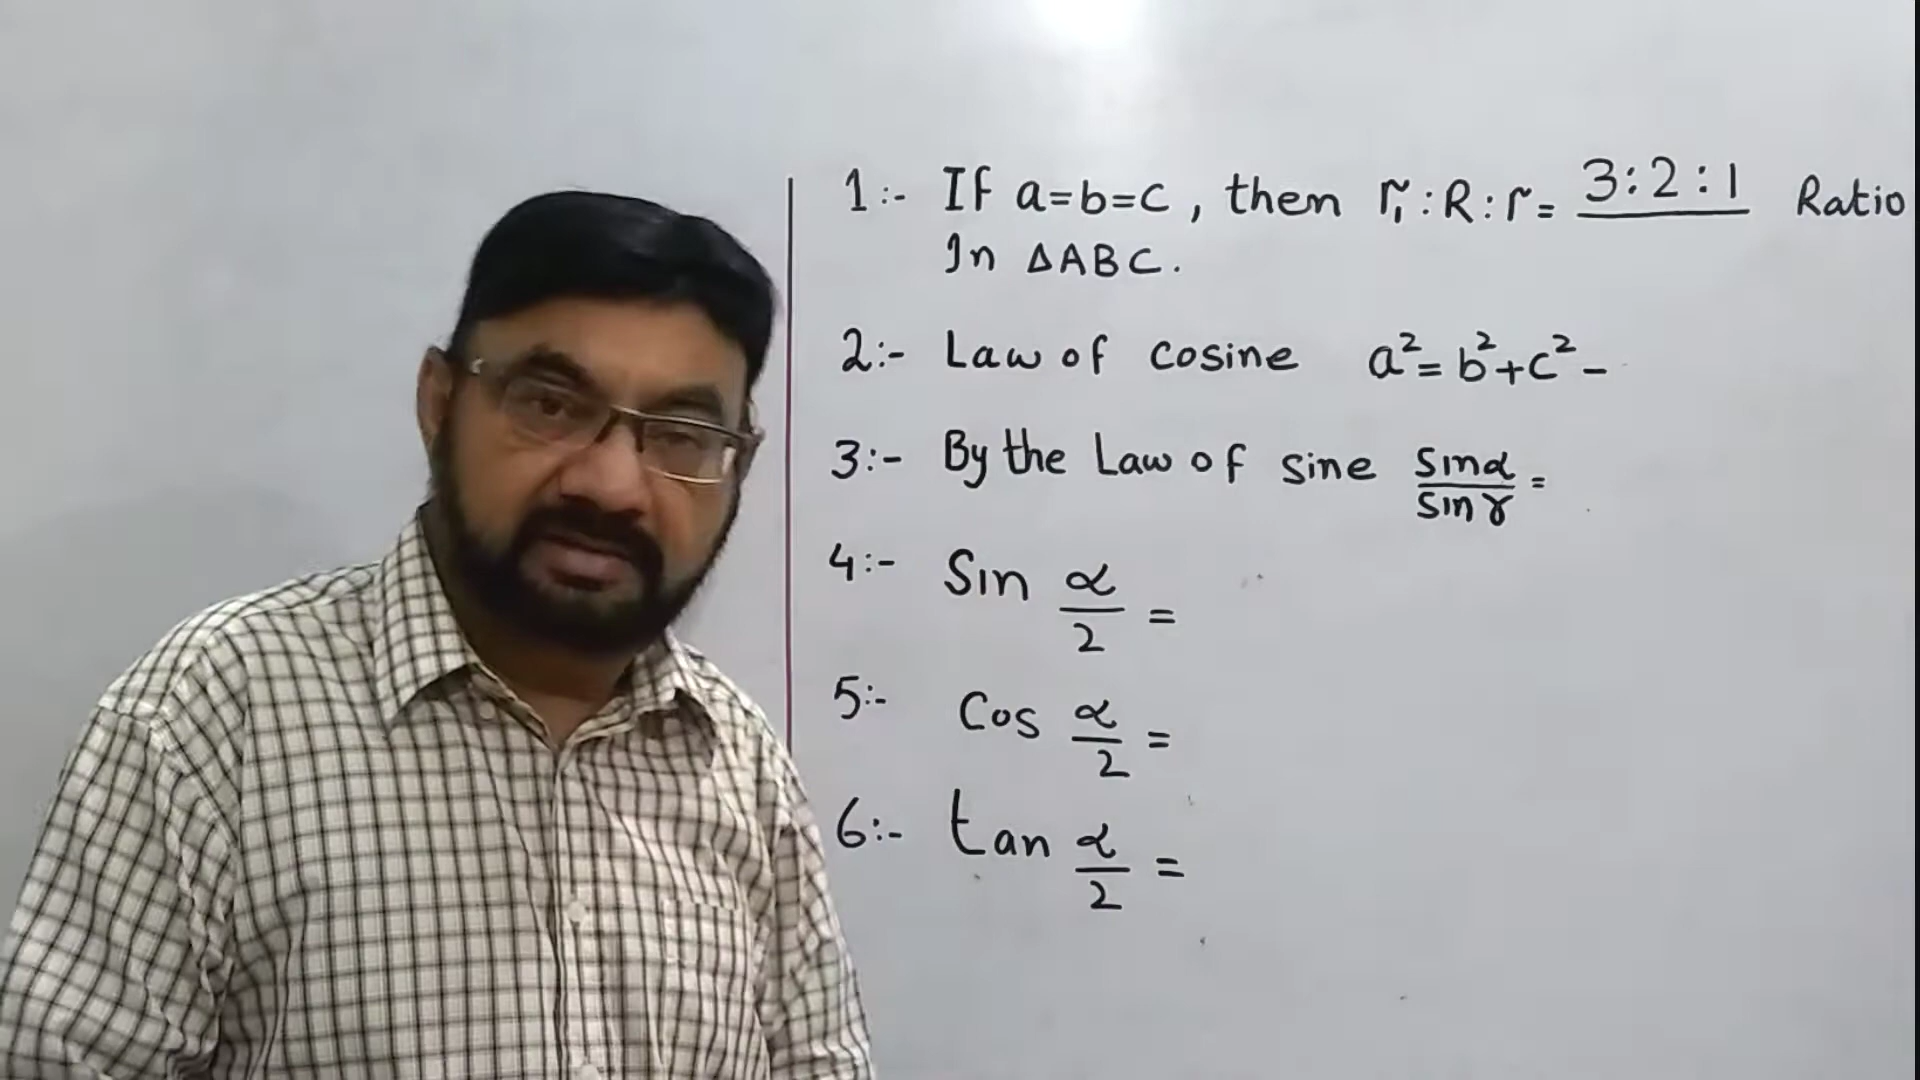 1:- If a=b=c, then r₁:R:r = 3:2:1 Ratio
In ΔABC.
2:- Law of cosine a²=b²+c²-
3:- By the Law of sine sinα/sinγ =
4:- Sin α/2 =
5:- Cos α/2 =
6:- tan α/2 =